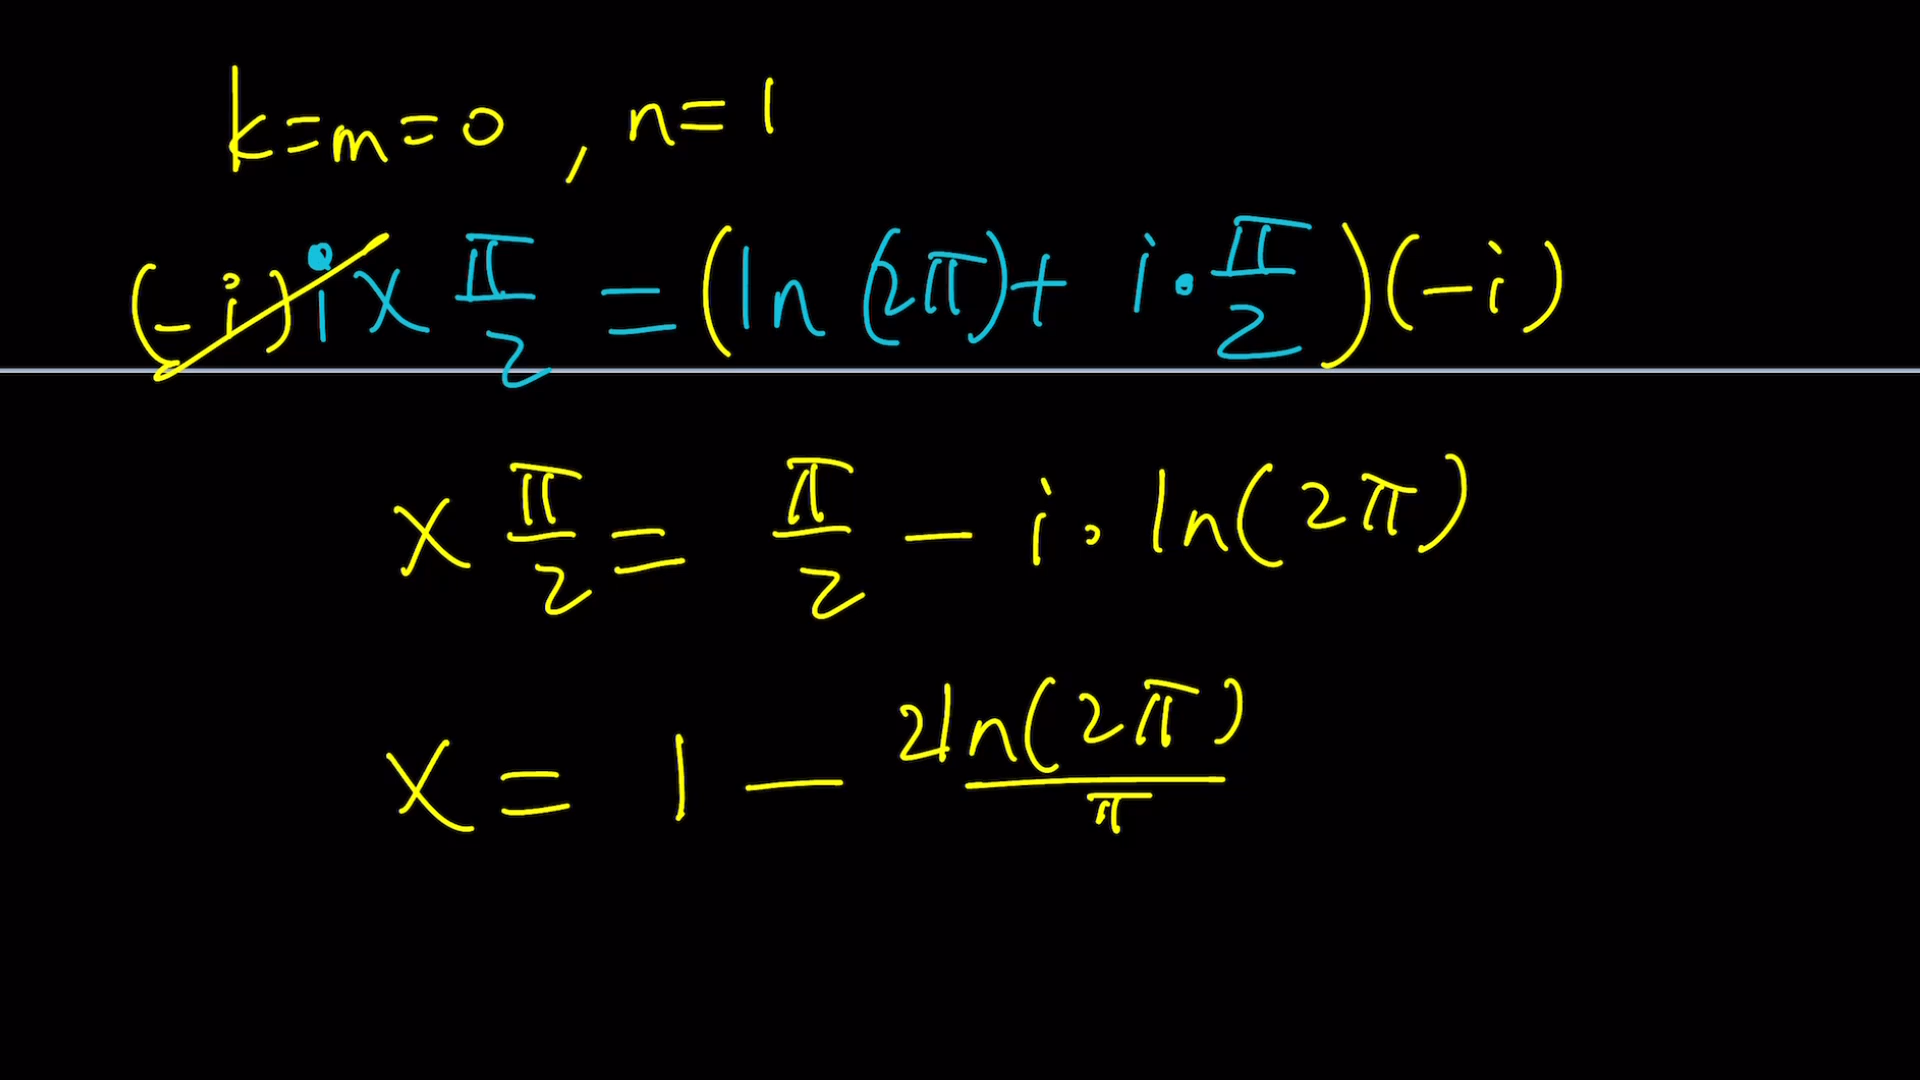 k=m=0 , n=1
(-i) i x π/2 = (ln (2π) + i · π/2) (-i)
x π/2 = π/2 - i · ln(2π)
x = 1 - 2ln(2π)/π